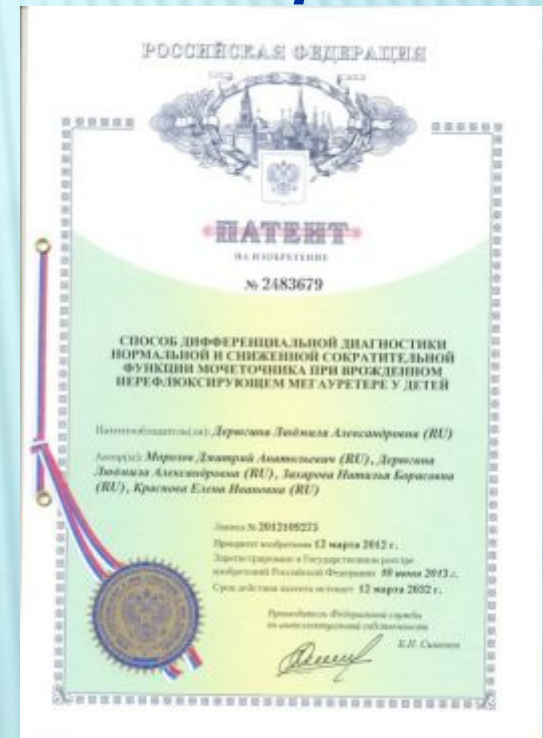 РОССИЙСКАЯ ФЕДЕРАЦИЯ
ПАТЕНТ
НА ИЗОБРЕТЕНИЕ
№ 2483679
СПОСОБ ДИФФЕРЕНЦИАЛЬНОЙ ДИАГНОСТИКИ
НОРМАЛЬНОЙ И СНИЖЕННОЙ СОКРАТИТЕЛЬНОЙ
ФУНКЦИИ МОЧЕТОЧНИКА ПРИ ВРОЖДЕННОМ
НЕРЕФЛЮКСИРУЮЩЕМ МЕГАУРЕТЕРЕ У ДЕТЕЙ
Патентообладатель(ли): Дерюгина Людмила Александровна (RU)
Автор(ы): Морозов Дмитрий Анатольевич (RU), Дерюгина
Людмила Александровна (RU), Захарова Наталья Борисовна
(RU), Краснова Елена Ивановна (RU)
Заявка № 2012109273
Приоритет изобретения 12 марта 2012 г.
Зарегистрировано в Государственном реестре
изобретений Российской Федерации 10 июня 2013 г.
Срок действия патента истекает 12 марта 2032 г.
Руководитель Федеральной службы
по интеллектуальной собственности
Б.П. Симонов